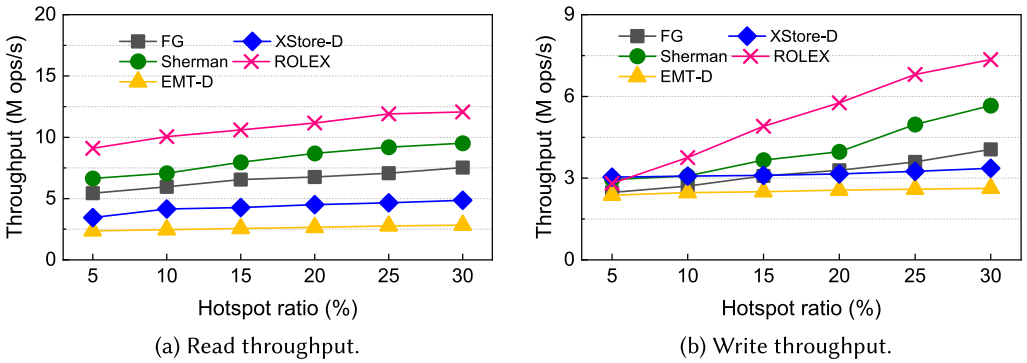 20
15
10
5
0
Throughput (M ops/s)
FG
XStore-D
Sherman
ROLEX
EMT-D
5 10 15 20 25 30
Hotspot ratio (%)
(a) Read throughput.
9
6
3
0
Throughput (M ops/s)
FG
XStore-D
Sherman
ROLEX
EMT-D
5 10 15 20 25 30
Hotspot ratio (%)
(b) Write throughput.